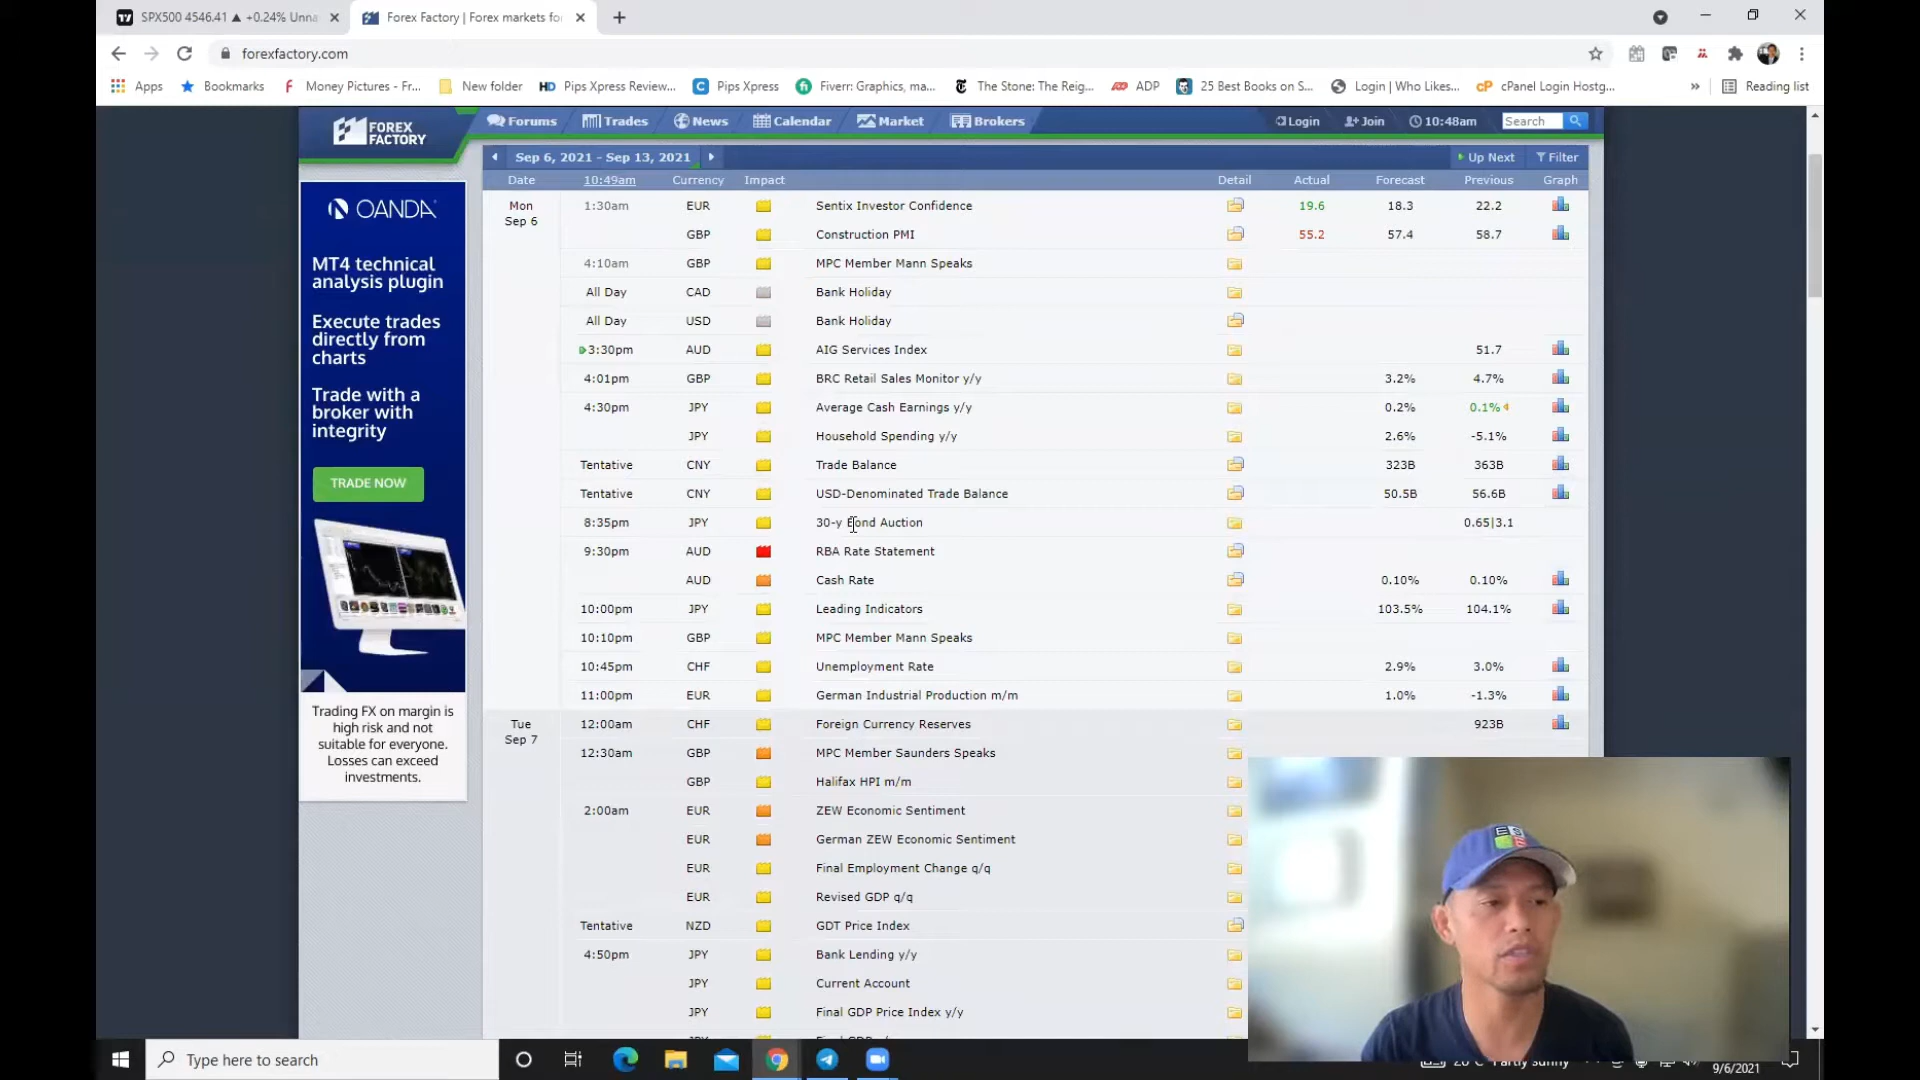 SPX500 4546.41 ▲ +0.24% Unna
Forex Factory | Forex markets fo
forexfactory.com
Apps
Bookmarks
Money Pictures - Fr...
New folder
HD Pips Xpress Review...
Pips Xpress
Fiverr: Graphics, ma...
The Stone: The Reig...
ADP
25 Best Books on S...
Login | Who Likes...
cP cPanel Login Hostg...
»
Reading list
FOREX FACTORY
Forums
Trades
News
Calendar
Market
Brokers
Login
Join
10:48am
Search
Sep 6, 2021 - Sep 13, 2021
Up Next
Filter
Date 10:49am Currency Impact Detail Actual Forecast Previous Graph
Mon Sep 6
1:30am EUR Sentix Investor Confidence 19.6 18.3 22.2
GBP Construction PMI 55.2 57.4 58.7
4:10am GBP MPC Member Mann Speaks
All Day CAD Bank Holiday
All Day USD Bank Holiday
3:30pm AUD AIG Services Index 51.7
4:01pm GBP BRC Retail Sales Monitor y/y 3.2% 4.7%
4:30pm JPY Average Cash Earnings y/y 0.2% 0.1%
JPY Household Spending y/y 2.6% -5.1%
Tentative CNY Trade Balance 323B 363B
Tentative CNY USD-Denominated Trade Balance 50.5B 56.6B
8:35pm JPY 30-y Bond Auction 0.65|3.1
9:30pm AUD RBA Rate Statement
AUD Cash Rate 0.10% 0.10%
10:00pm JPY Leading Indicators 103.5% 104.1%
10:10pm GBP MPC Member Mann Speaks
10:45pm CHF Unemployment Rate 2.9% 3.0%
11:00pm EUR German Industrial Production m/m 1.0% -1.3%
Tue Sep 7
12:00am CHF Foreign Currency Reserves 923B
12:30am GBP MPC Member Saunders Speaks
GBP Halifax HPI m/m
2:00am EUR ZEW Economic Sentiment
EUR German ZEW Economic Sentiment
EUR Final Employment Change q/q
EUR Revised GDP q/q
Tentative NZD GDT Price Index
4:50pm JPY Bank Lending y/y
JPY Current Account
JPY Final GDP Price Index y/y
OANDA
MT4 technical
analysis plugin
Execute trades
directly from
charts
Trade with a
broker with
integrity
TRADE NOW
Trading FX on margin is
high risk and not
suitable for everyone.
Losses can exceed
investments.
Type here to search
9/6/2021